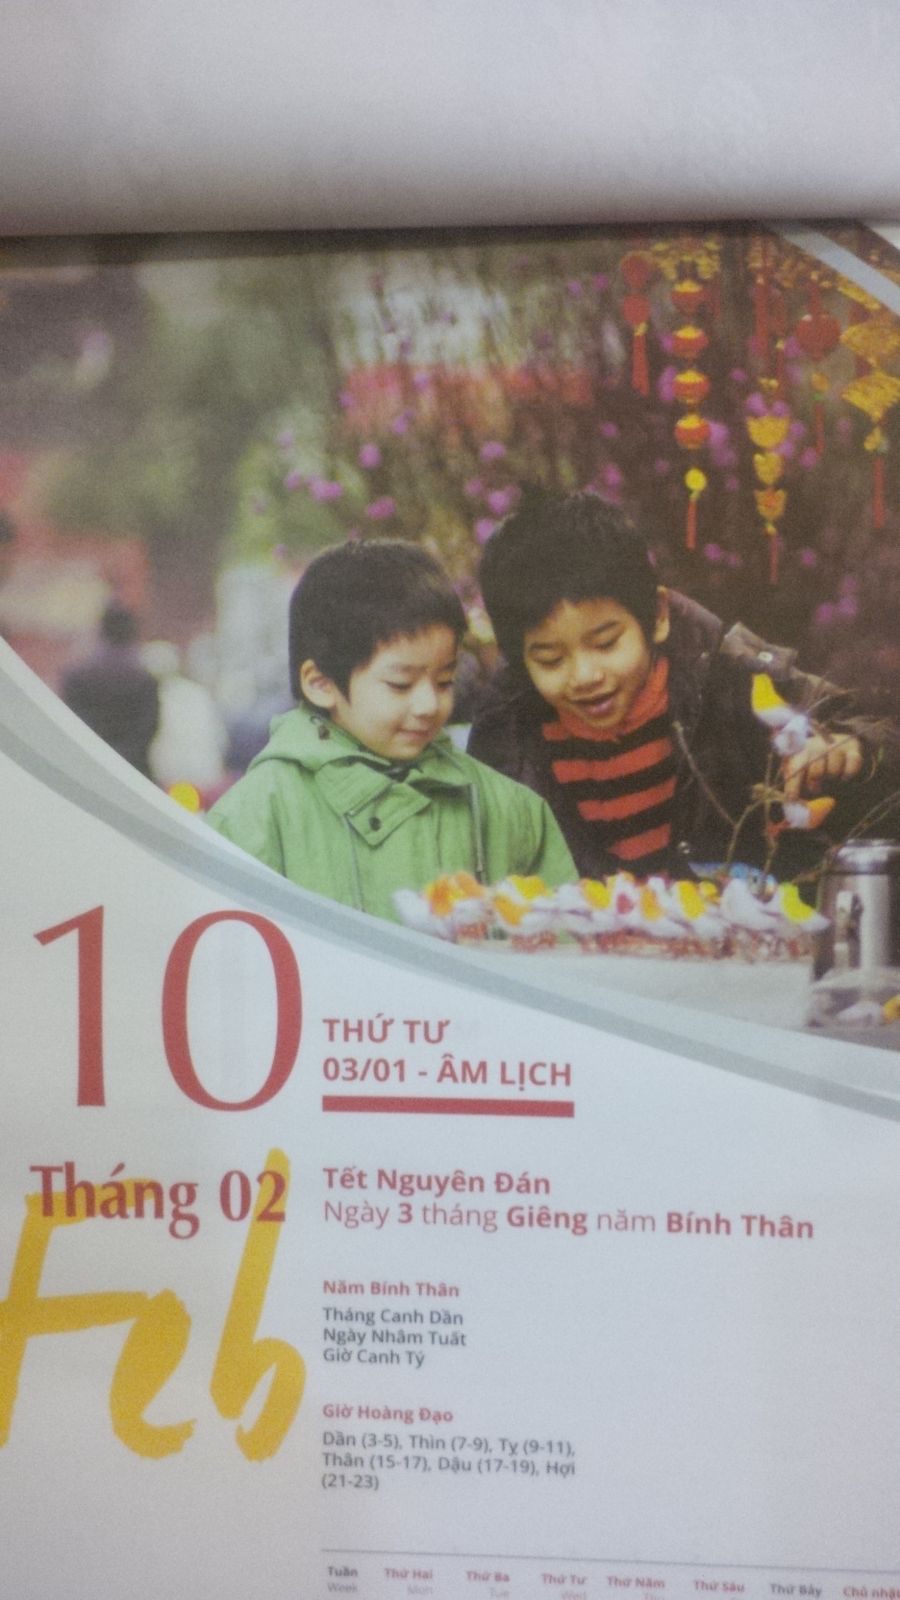 10
THỨ TƯ
03/01 - ÂM LỊCH
Tháng 02
Feb
Tết Nguyên Đán
Ngày 3 tháng Giêng năm Bính Thân
Năm Bính Thân
Tháng Canh Dần
Ngày Nhâm Tuất
Giờ Canh Tý
Giờ Hoàng Đạo
Dần (3-5), Thìn (7-9), Tỵ (9-11),
Thân (15-17), Dậu (17-19), Hợi
(21-23)
Tuần Thứ Hai Thứ Ba Thứ Tư Thứ Năm Thứ Sáu Thứ Bảy Chủ nhật
Week Mon Tue Wed